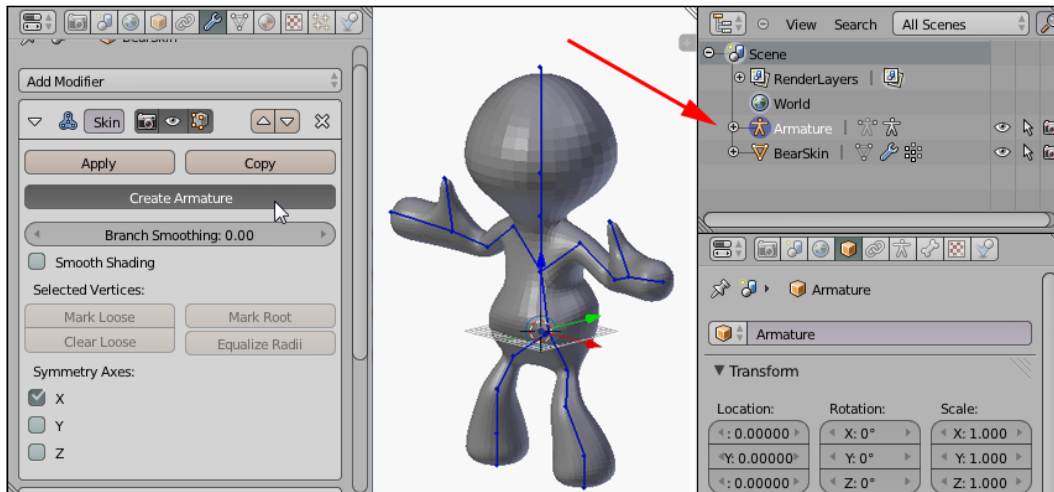 BearSkin
Add Modifier
Skin
Apply
Copy
Create Armature
Branch Smoothing: 0.00
Smooth Shading
Selected Vertices:
Mark Loose
Mark Root
Clear Loose
Equalize Radii
Symmetry Axes:
X
Y
Z
View Search All Scenes
Scene
RenderLayers
World
Armature
BearSkin
Armature
Armature
Transform
Location: Rotation: Scale:
: 0.00000 X: 0° X: 1.000
Y: 0.00000 Y: 0° Y: 1.000
: 0.00000 Z: 0° Z: 1.000